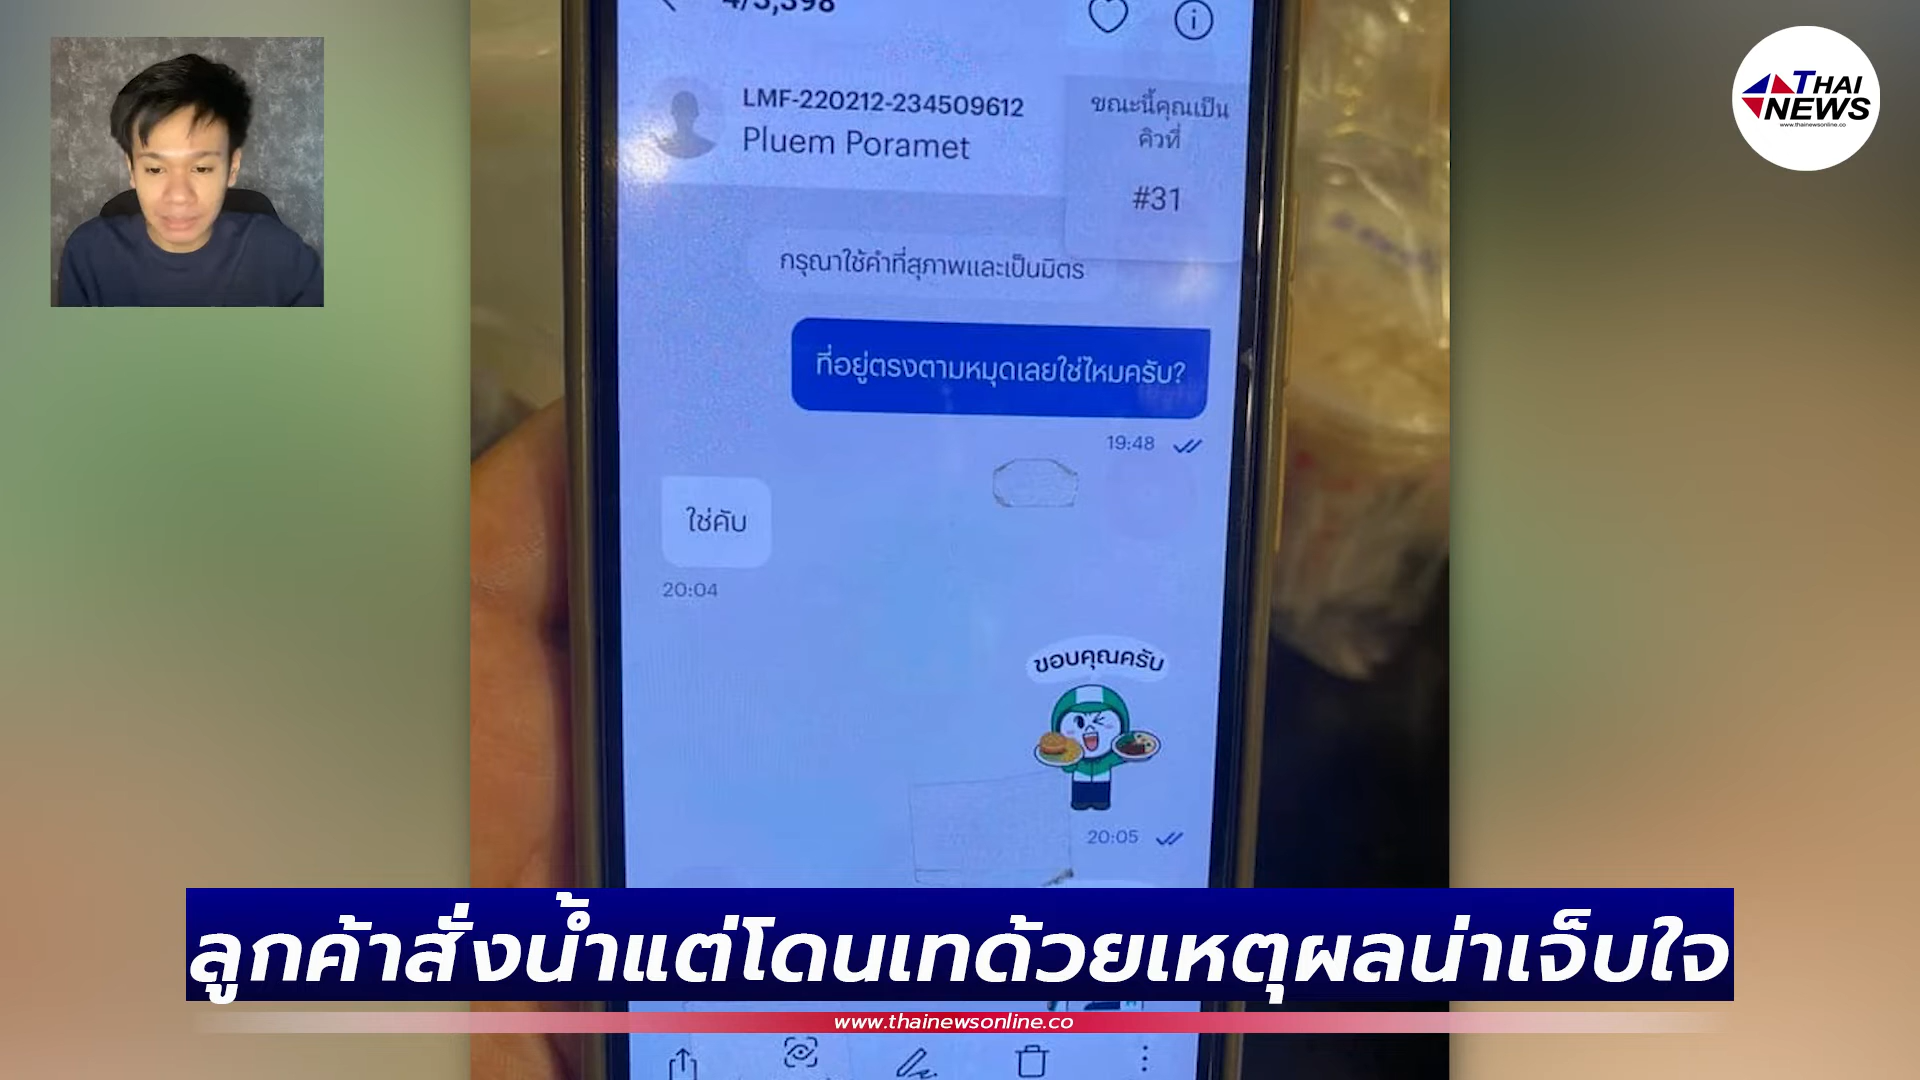 4/3,398
THAI
NEWS
www.thainewsonline.co
LMF-220212-234509612
Pluem Poramet
ขณะนี้คุณเป็น
คิวที่
#31
กรุณาใช้คำที่สุภาพและเป็นมิตร
ที่อยู่ตรงตามหมุดเลยใช่ไหมครับ?
19:48
ใช่คับ
20:04
ขอบคุณครับ
20:05
ลูกค้าสั่งน้ำแต่โดนเทด้วยเหตุผลน่าเจ็บใจ
www.thainewsonline.co